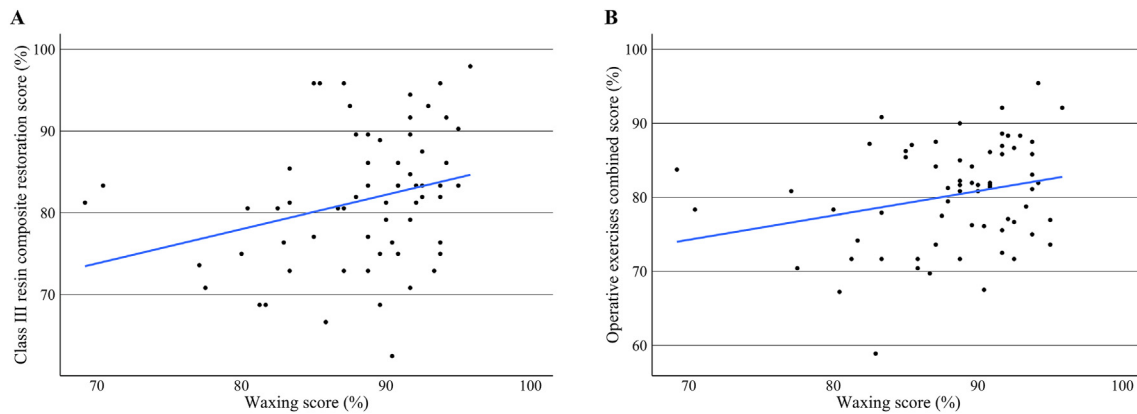 A
Class III resin composite restoration score (%)
100
90
80
70
70 80 90 100
Waxing score (%)
B
Operative exercises combined score (%)
100
90
80
70
60
70 80 90 100
Waxing score (%)